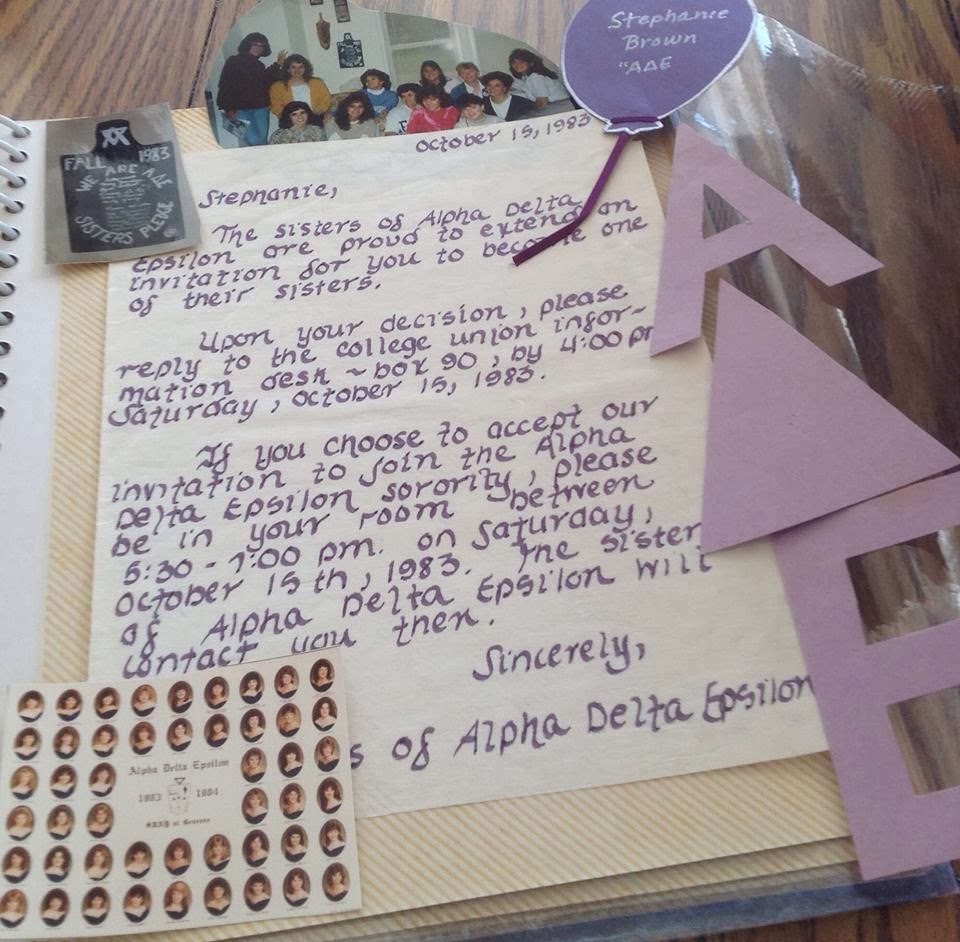 Stephanie
Brown
"ΑΔΕ
October 15, 1983
FALL 1983
WE ARE ΑΔΕ
SISTERS PLEDGE
Stephanie,
The sisters of Alpha Delta
Epsilon are proud to extend an
invitation for you to become one
of their sisters.
Upon your decision, please
reply to the college union infor-
mation desk ~ box 90, by 4:00 pm
Saturday, October 15, 1983.
If you choose to accept our
invitation to join the Alpha
Delta Epsilon sorority, please
be in your room between
5:30 - 7:00 pm. on Saturday,
October 15th, 1983. The sister
of Alpha Delta Epsilon will
contact you then.
Sincerely,
s of Alpha Delta Epsilon
Α
Δ
Ε
Alpha Delta Epsilon
1983 1984
SUNY at Geneseo